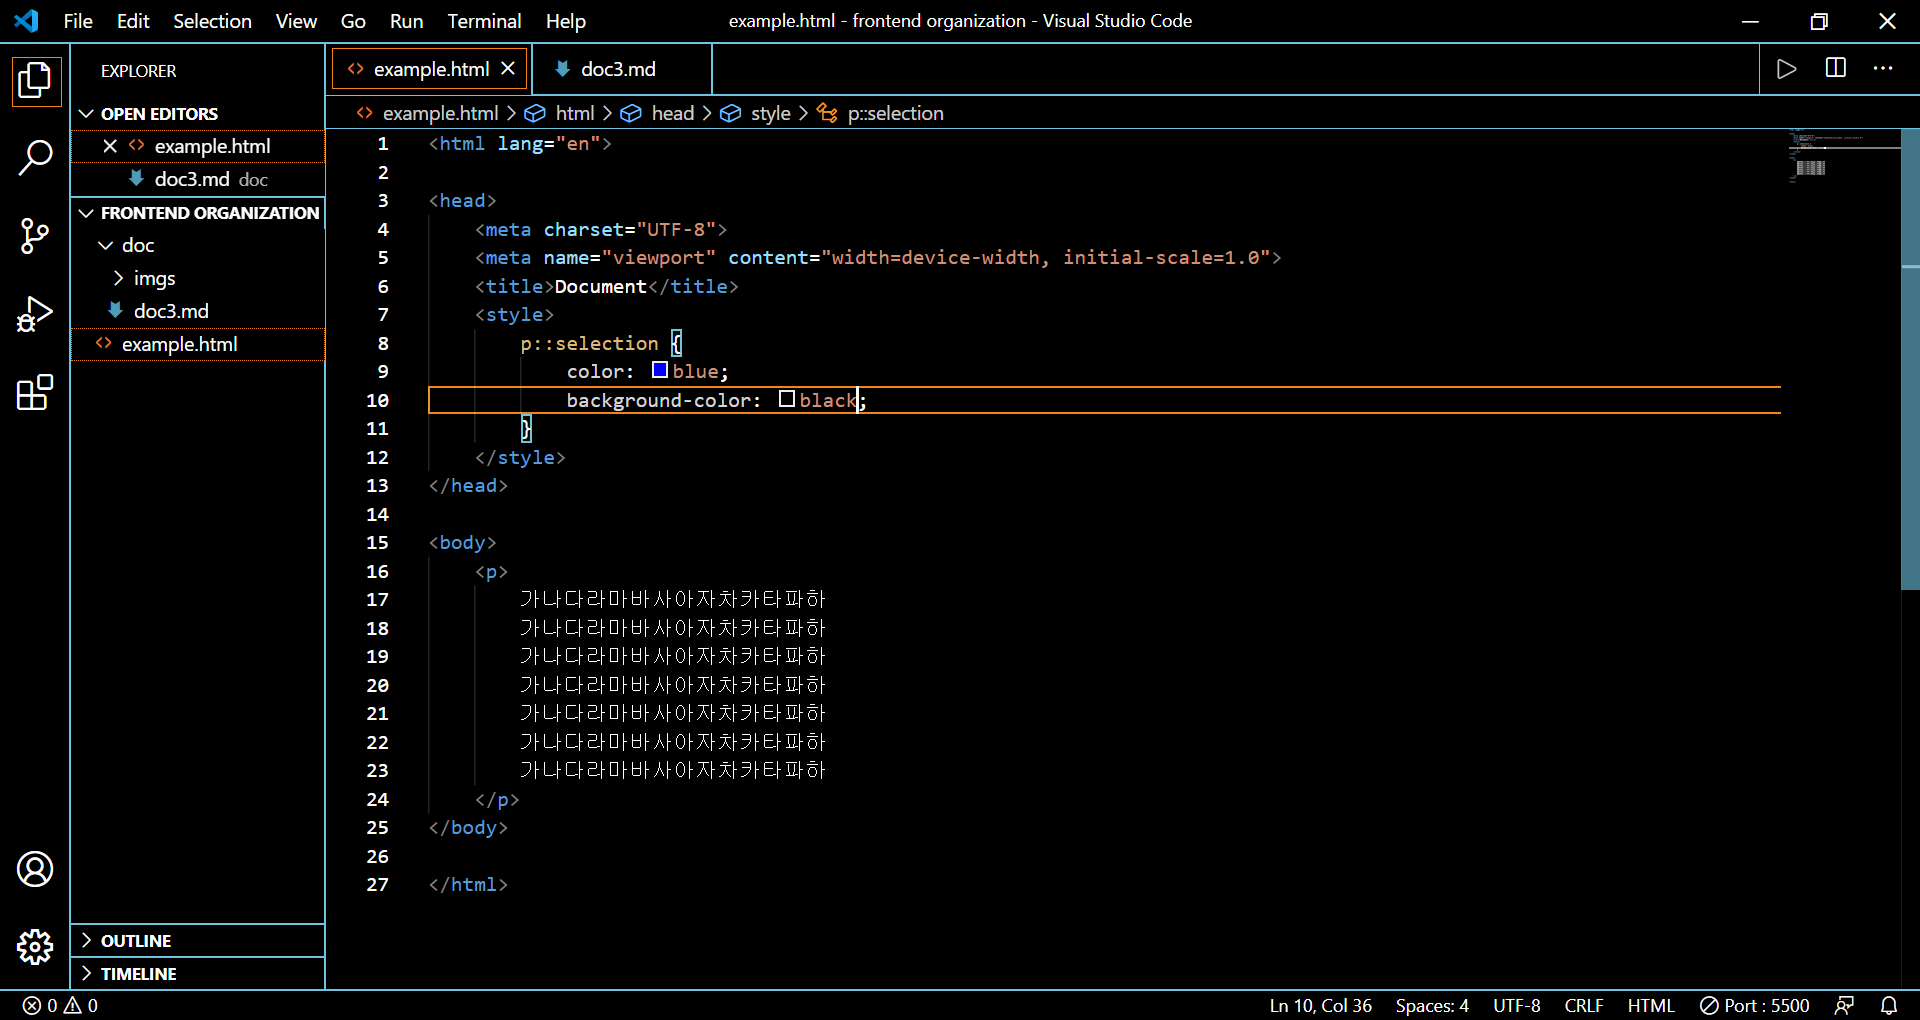 File Edit Selection View Go Run Terminal Help
example.html - frontend organization - Visual Studio Code
EXPLORER
OPEN EDITORS
example.html
doc3.md doc
FRONTEND ORGANIZATION
doc
imgs
doc3.md
example.html
OUTLINE
TIMELINE
example.html
doc3.md
example.html > html > head > style > p::selection
1 <html lang="en">
2
3 <head>
4 <meta charset="UTF-8">
5 <meta name="viewport" content="width=device-width, initial-scale=1.0">
6 <title>Document</title>
7 <style>
8 p::selection {
9 color: blue;
10 background-color: black;
11 }
12 </style>
13 </head>
14
15 <body>
16 <p>
17 가나다라마바사아자차카타파하
18 가나다라마바사아자차카타파하
19 가나다라마바사아자차카타파하
20 가나다라마바사아자차카타파하
21 가나다라마바사아자차카타파하
22 가나다라마바사아자차카타파하
23 가나다라마바사아자차카타파하
24 </p>
25 </body>
26
27 </html>
0 0
Ln 10, Col 36 Spaces: 4 UTF-8 CRLF HTML Port : 5500